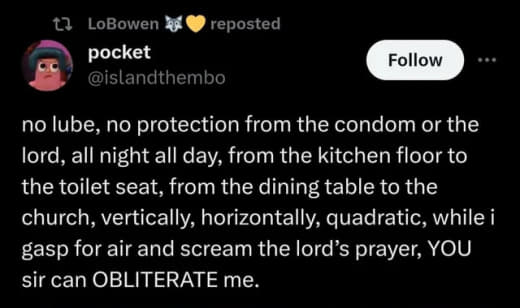 LoBowen 🐺💛 reposted
pocket
@islandthembo
Follow
no lube, no protection from the condom or the
lord, all night all day, from the kitchen floor to
the toilet seat, from the dining table to the
church, vertically, horizontally, quadratic, while i
gasp for air and scream the lord’s prayer, YOU
sir can OBLITERATE me.